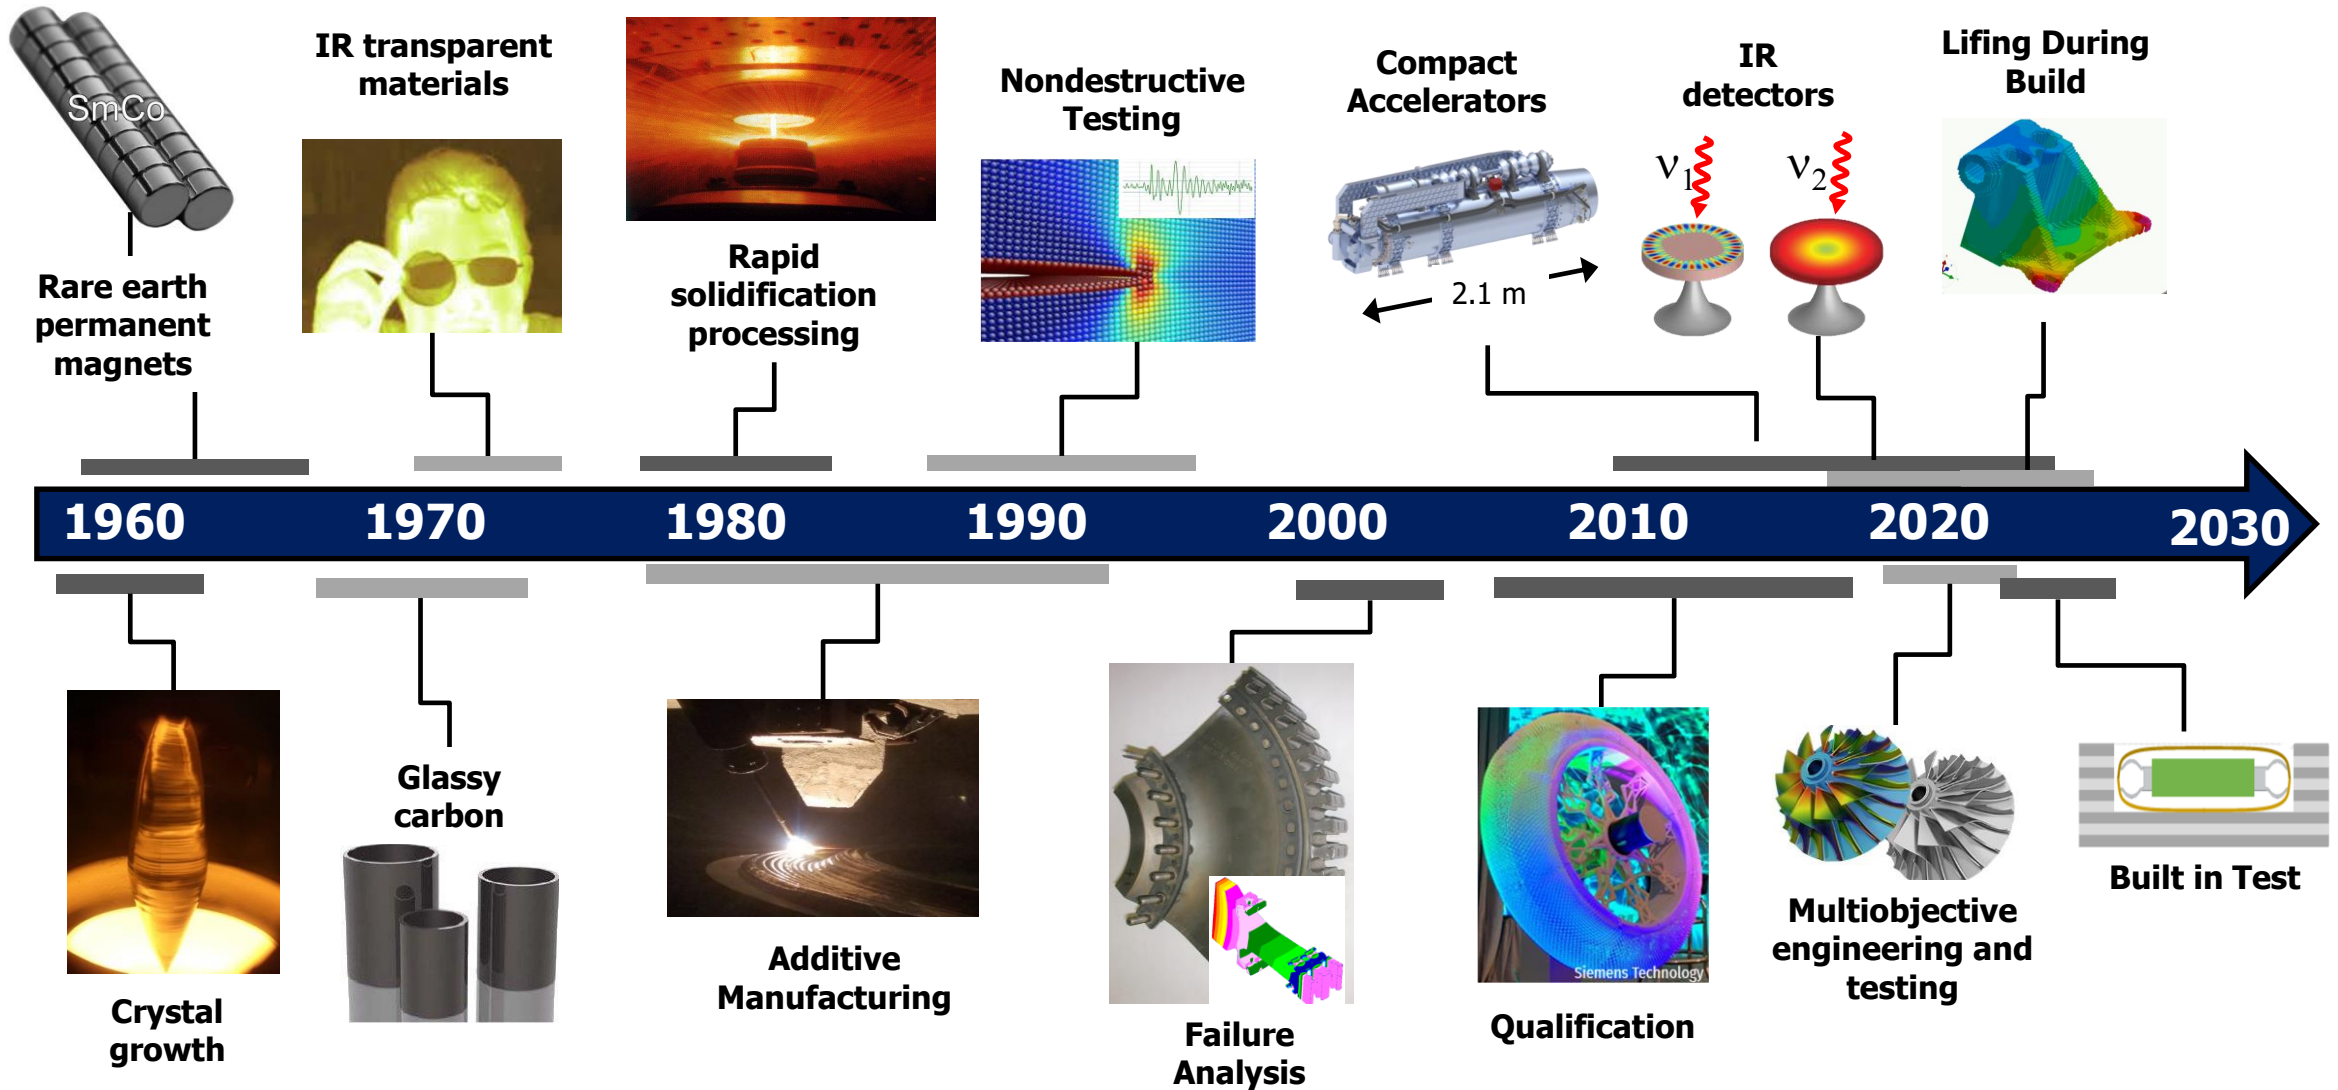 SmCo
Rare earth
permanent
magnets
IR transparent
materials
Rapid
solidification
processing
Nondestructive
Testing
Compact
Accelerators
2.1 m
IR
detectors
ν1
ν2
Lifing During
Build
1960 1970 1980 1990 2000 2010 2020 2030
Crystal
growth
Glassy
carbon
Additive
Manufacturing
Failure
Analysis
Siemens Technology
Qualification
Multiobjective
engineering and
testing
Built in Test